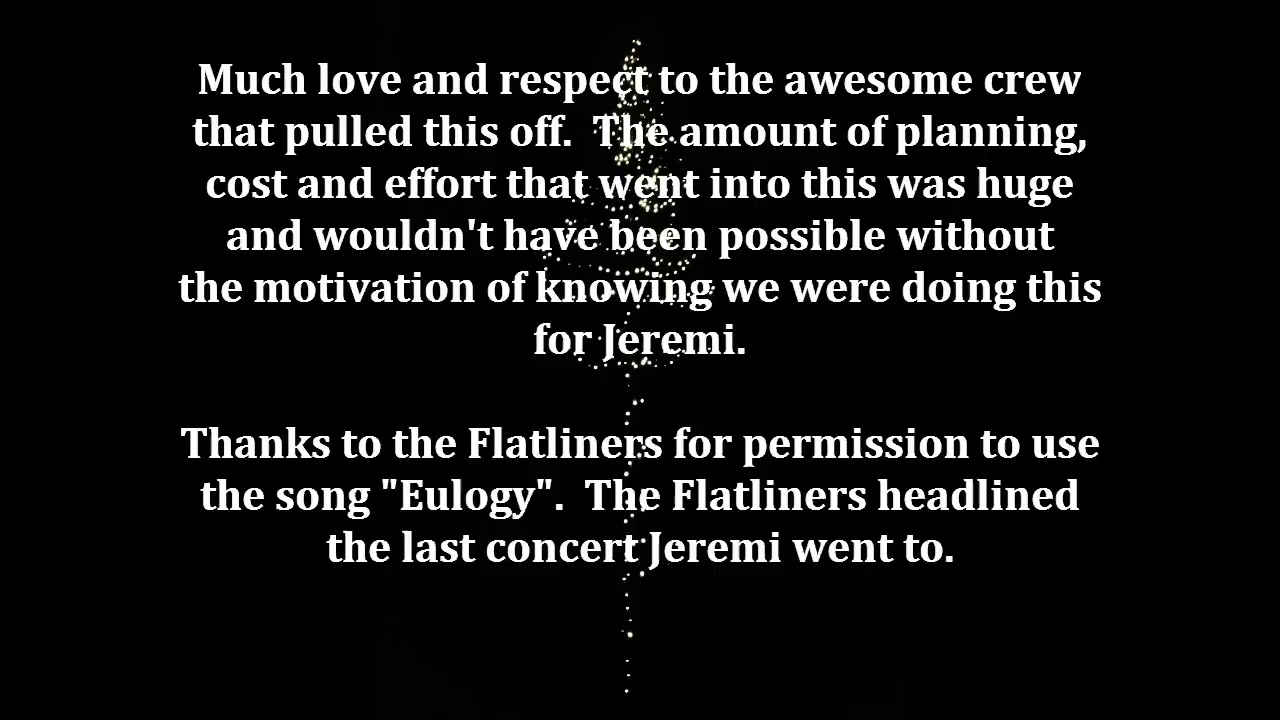 Much love and respect to the awesome crew
that pulled this off.  The amount of planning,
cost and effort that went into this was huge
and wouldn't have been possible without
the motivation of knowing we were doing this
for Jeremi.
Thanks to the Flatliners for permission to use
the song "Eulogy".  The Flatliners headlined
the last concert Jeremi went to.